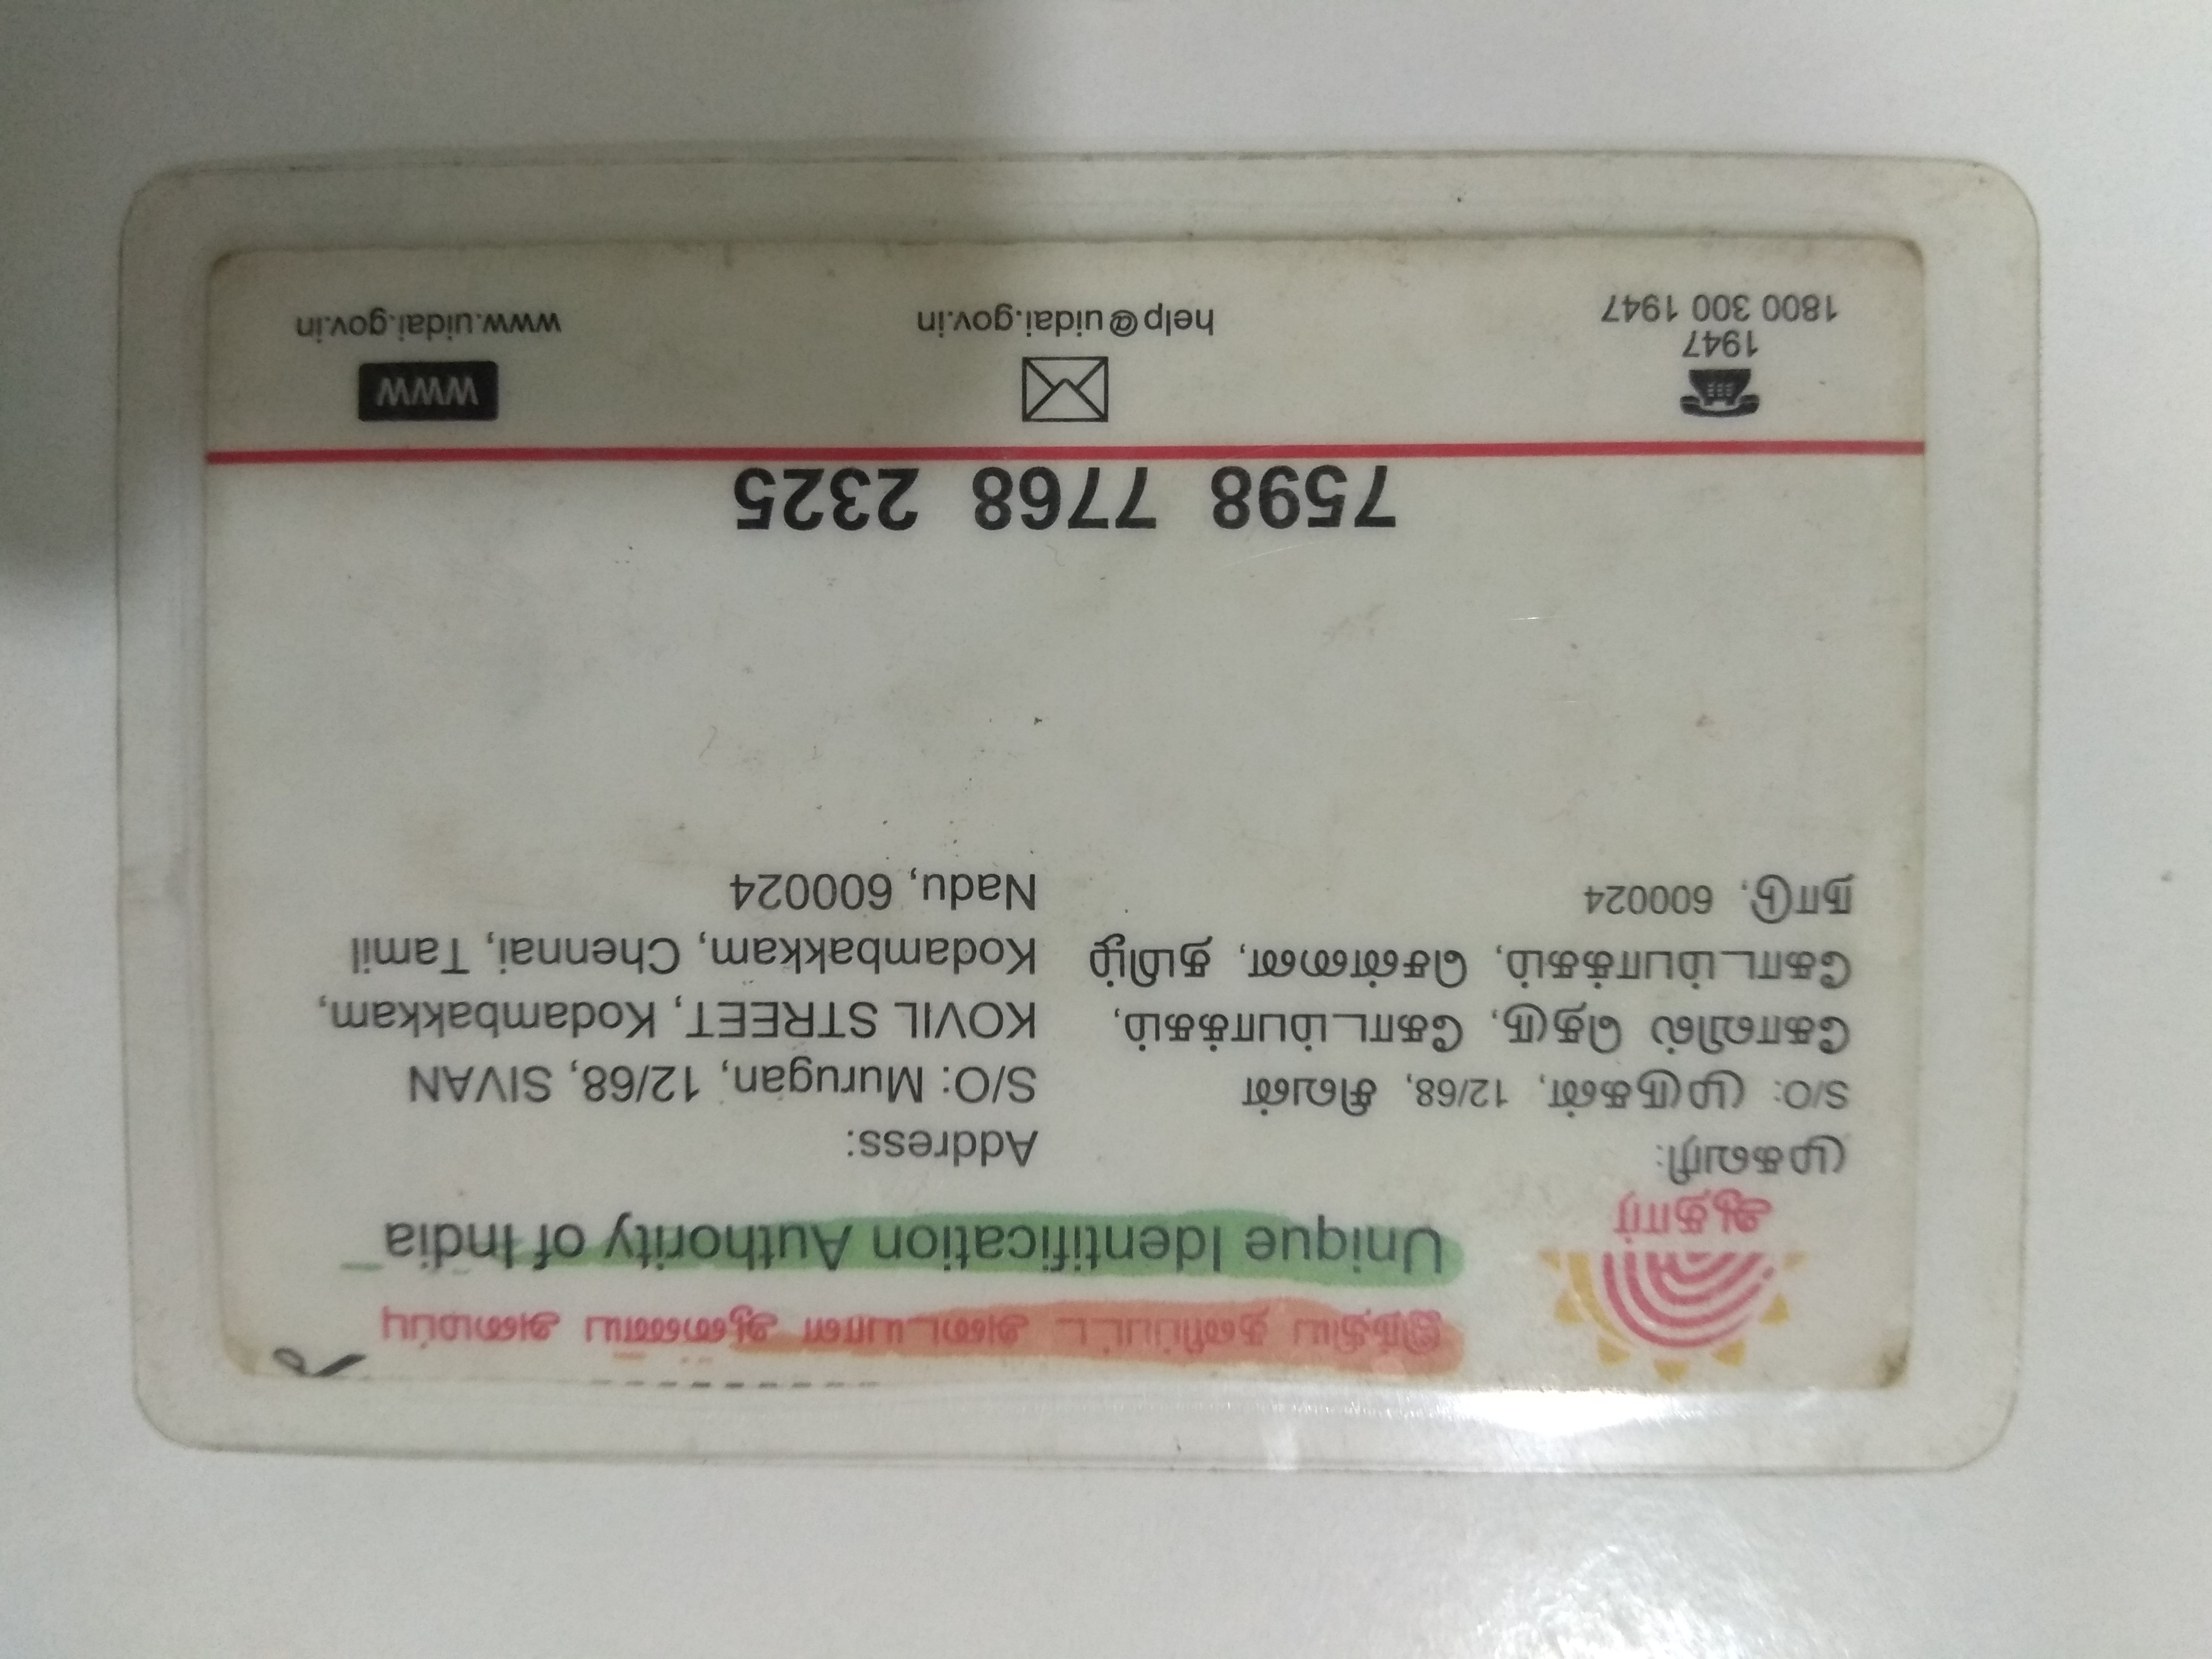 இந்திய தனிப்பட்ட அடையாள ஆணைய அமைப்பு
Unique Identification Authority of India
ஆதார்
முகவரி:
S/O: முருகன், 12/68, சிவன்
கோவில் தெரு, கோடம்பாக்கம்,
கோடம்பாக்கம், சென்னை, தமிழ்
நாடு, 600024
Address:
S/O: Murugan, 12/68, SIVAN
KOVIL STREET, Kodambakkam,
Kodambakkam, Chennai, Tamil
Nadu, 600024
7598 7768 2325
1947
1800 300 1947
help@uidai.gov.in
WWW
www.uidai.gov.in